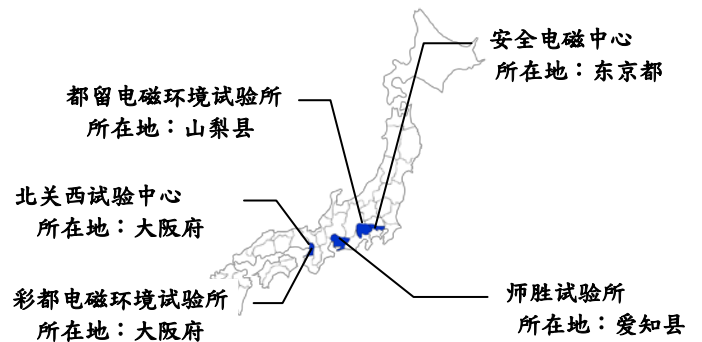 安全电磁中心
所在地：东京都
都留电磁环境试验所
所在地：山梨县
北关西试验中心
所在地：大阪府
彩都电磁环境试验所
所在地：大阪府
师胜试验所
所在地：爱知县